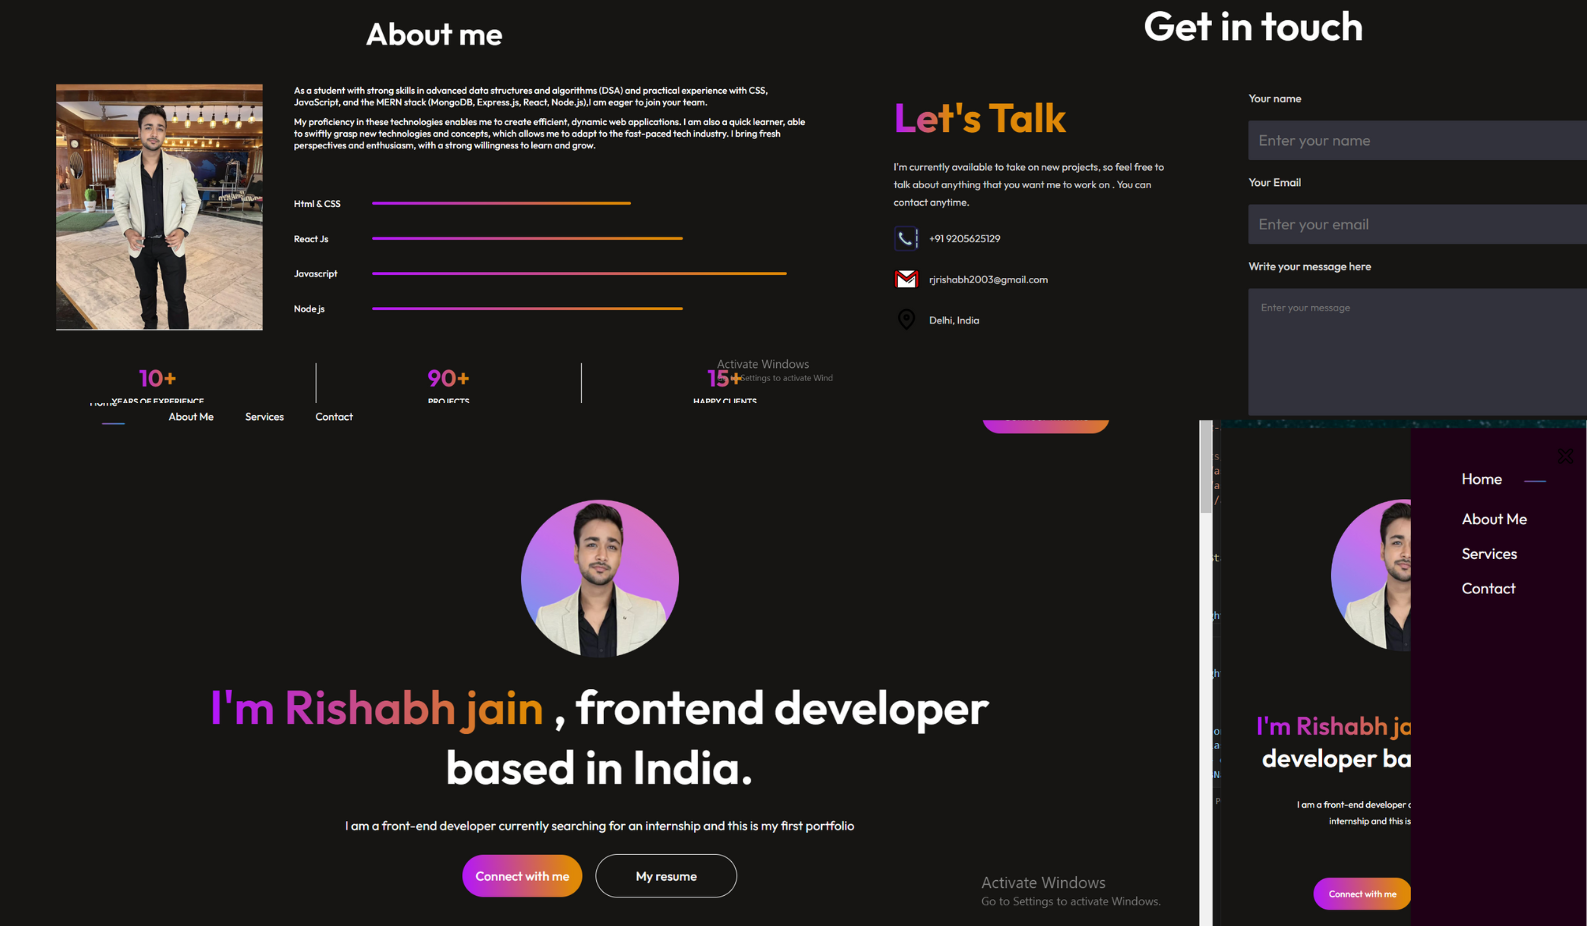 About me
As a student with strong skills in advanced data structures and algorithms (DSA) and practical experience with CSS,
JavaScript, and the MERN stack (MongoDB, Express.js, React, Node.js),I am eager to join your team.
My proficiency in these technologies enables me to create efficient, dynamic web applications. I am also a quick learner, able
to swiftly grasp new technologies and concepts, which allows me to adapt to the fast-paced tech industry. I bring fresh
perspectives and enthusiasm, with a strong willingness to learn and grow.
Html & CSS
React Js
Javascript
Node js
10+
YEARS OF EXPERIENCE
90+
PROJECTS
15+
HAPPY CLIENTS
Activate Windows
Settings to activate Wind
Get in touch
Let's Talk
I'm currently available to take on new projects, so feel free to
talk about anything that you want me to work on . You can
contact anytime.
+91 9205625129
rjrishabh2003@gmail.com
Delhi, India
Your name
Enter your name
Your Email
Enter your email
Write your message here
Enter your message
Home
About Me
Services
Contact
I'm Rishabh jain , frontend developer
based in India.
I am a front-end developer currently searching for an internship and this is my first portfolio
Connect with me
My resume
Activate Windows
Go to Settings to activate Windows.
Home
About Me
Services
Contact
I'm Rishabh ja
developer ba
I am a front-end developer c
internship and this is
Connect with me